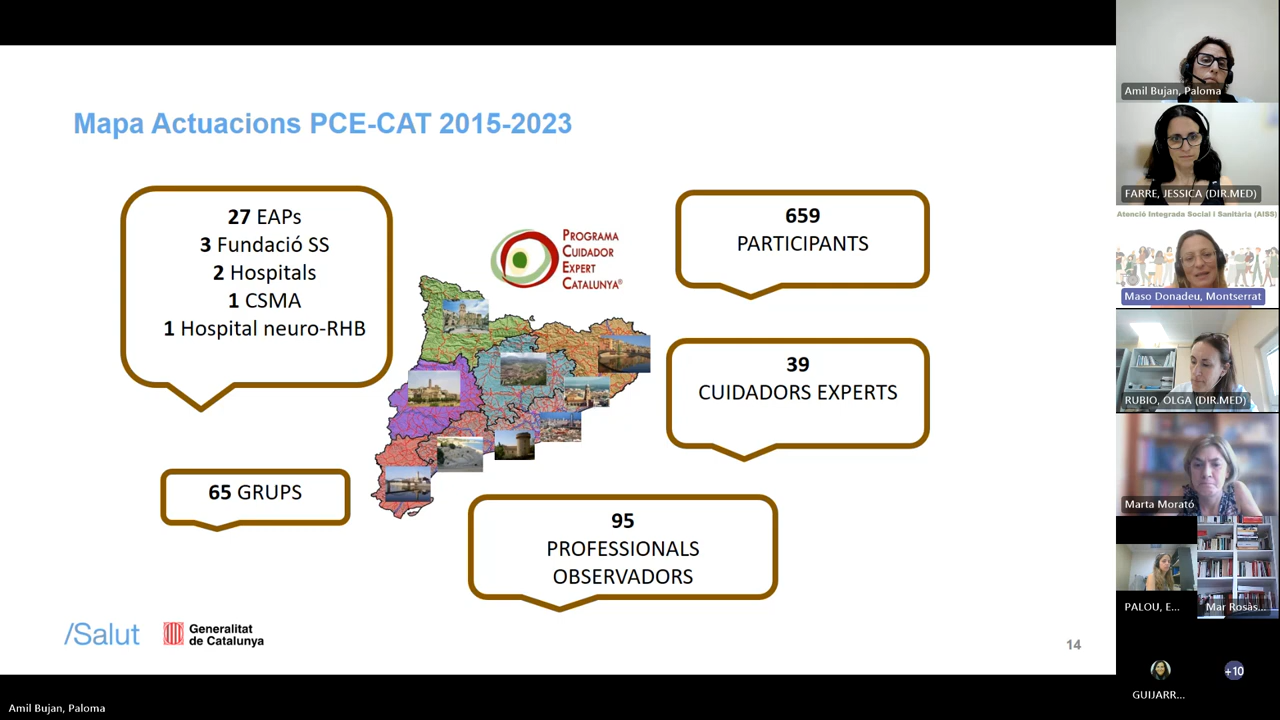 Mapa Actuacions PCE-CAT 2015-2023
27 EAPs
3 Fundació SS
2 Hospitals
1 CSMA
1 Hospital neuro-RHB
PROGRAMA
CUIDADOR
EXPERT
CATALUNYA®
659
PARTICIPANTS
39
CUIDADORS EXPERTS
65 GRUPS
95
PROFESSIONALS
OBSERVADORS
/Salut
Generalitat
de Catalunya
14
Amil Bujan, Paloma
Amil Bujan, Paloma
FARRE, JESSICA (DIR.MED)
Atenció Integrada Social i Sanitària (AISS)
Maso Donadeu, Montserrat
RUBIO, OLGA (DIR.MED)
Marta Morató
PALOU, E...
Mar Rosàs...
GUIJARR...
+10